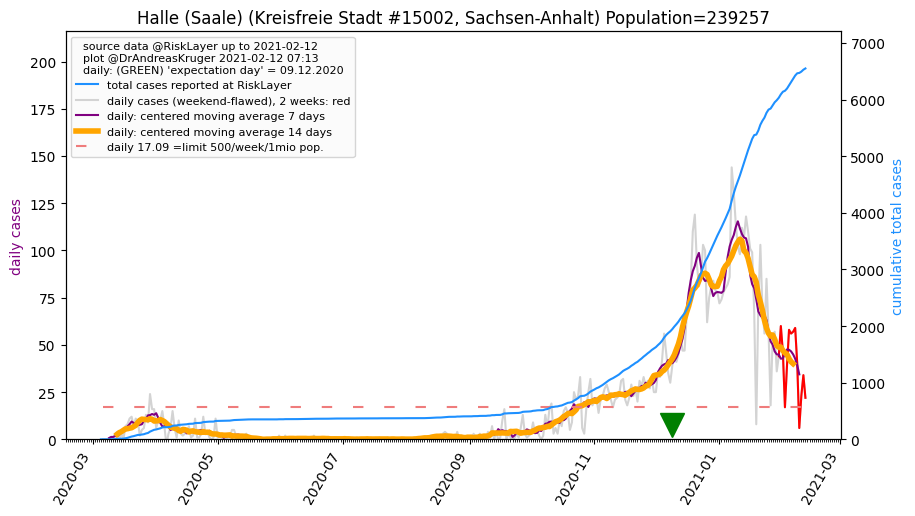 Halle (Saale) (Kreisfreie Stadt #15002, Sachsen-Anhalt) Population=239257
source data @RiskLayer up to 2021-02-12
plot @DrAndreasKruger 2021-02-12 07:13
daily: (GREEN) 'expectation day' = 09.12.2020
total cases reported at RiskLayer
daily cases (weekend-flawed), 2 weeks: red
daily: centered moving average 7 days
daily: centered moving average 14 days
daily 17.09 =limit 500/week/1mio pop.
daily cases
200
175
150
125
100
75
50
25
0
7000
6000
5000
4000
3000
2000
1000
0
cumulative total cases
2020-03
2020-05
2020-07
2020-09
2020-11
2021-01
2021-03